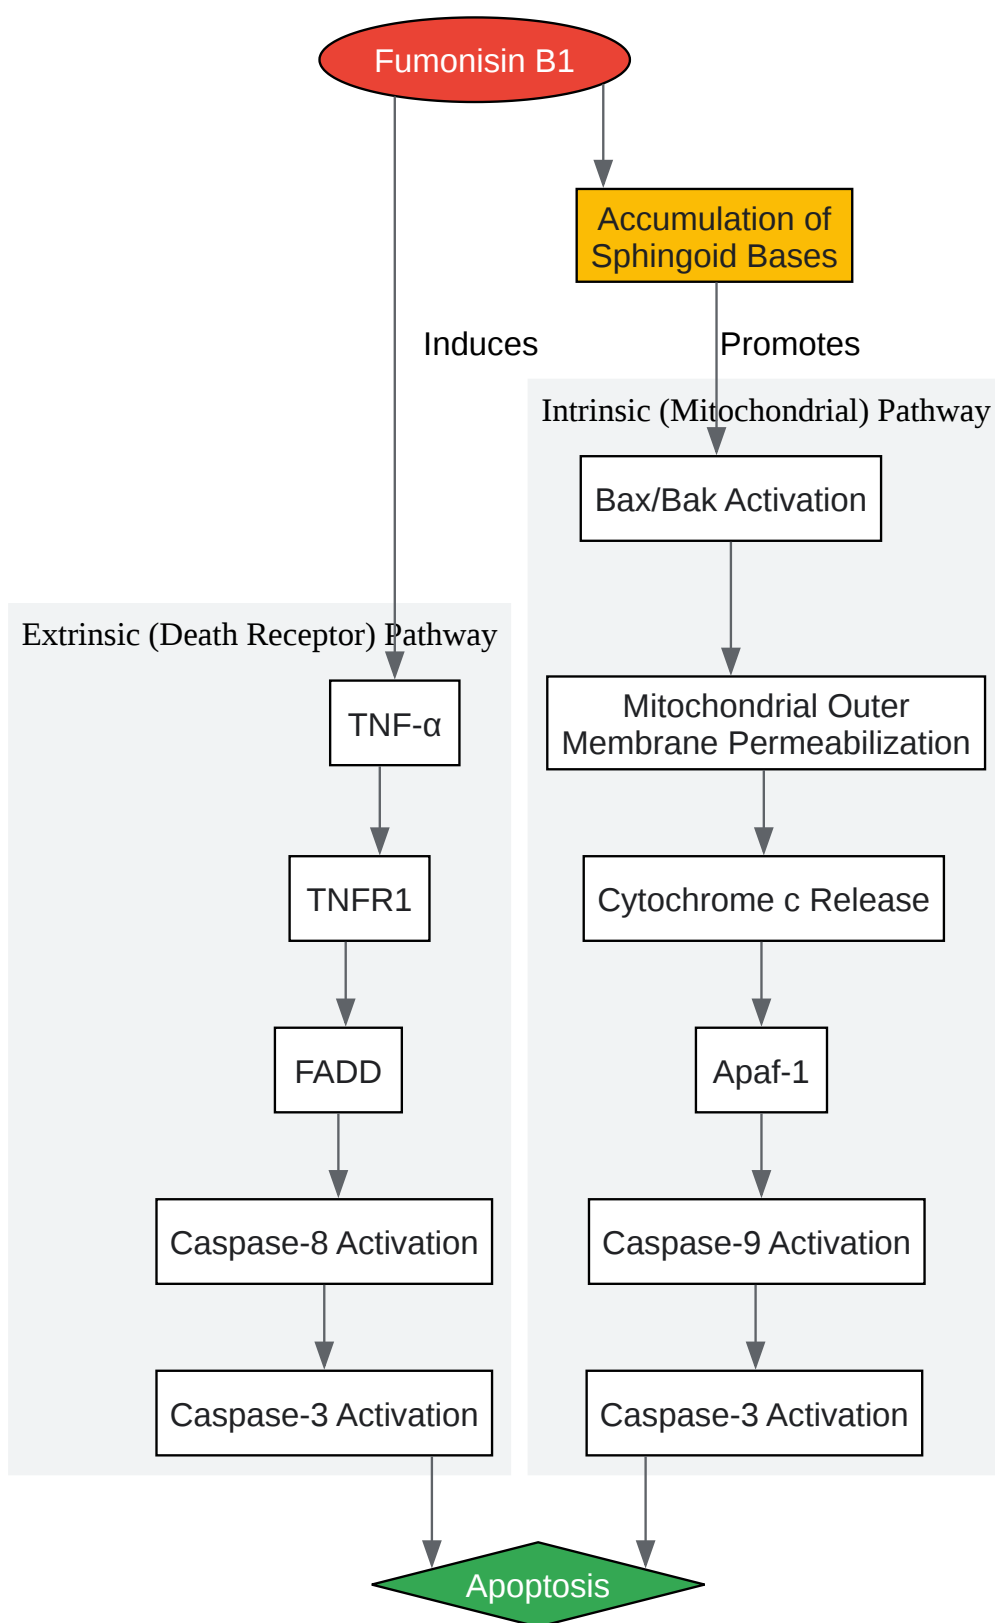 Fumonisin B1
Accumulation of
Sphingoid Bases
Induces
Promotes
Intrinsic (Mitochondrial) Pathway
Bax/Bak Activation
Extrinsic (Death Receptor) Pathway
TNF-α
Mitochondrial Outer
Membrane Permeabilization
TNFR1
Cytochrome c Release
FADD
Apaf-1
Caspase-8 Activation
Caspase-9 Activation
Caspase-3 Activation
Caspase-3 Activation
Apoptosis